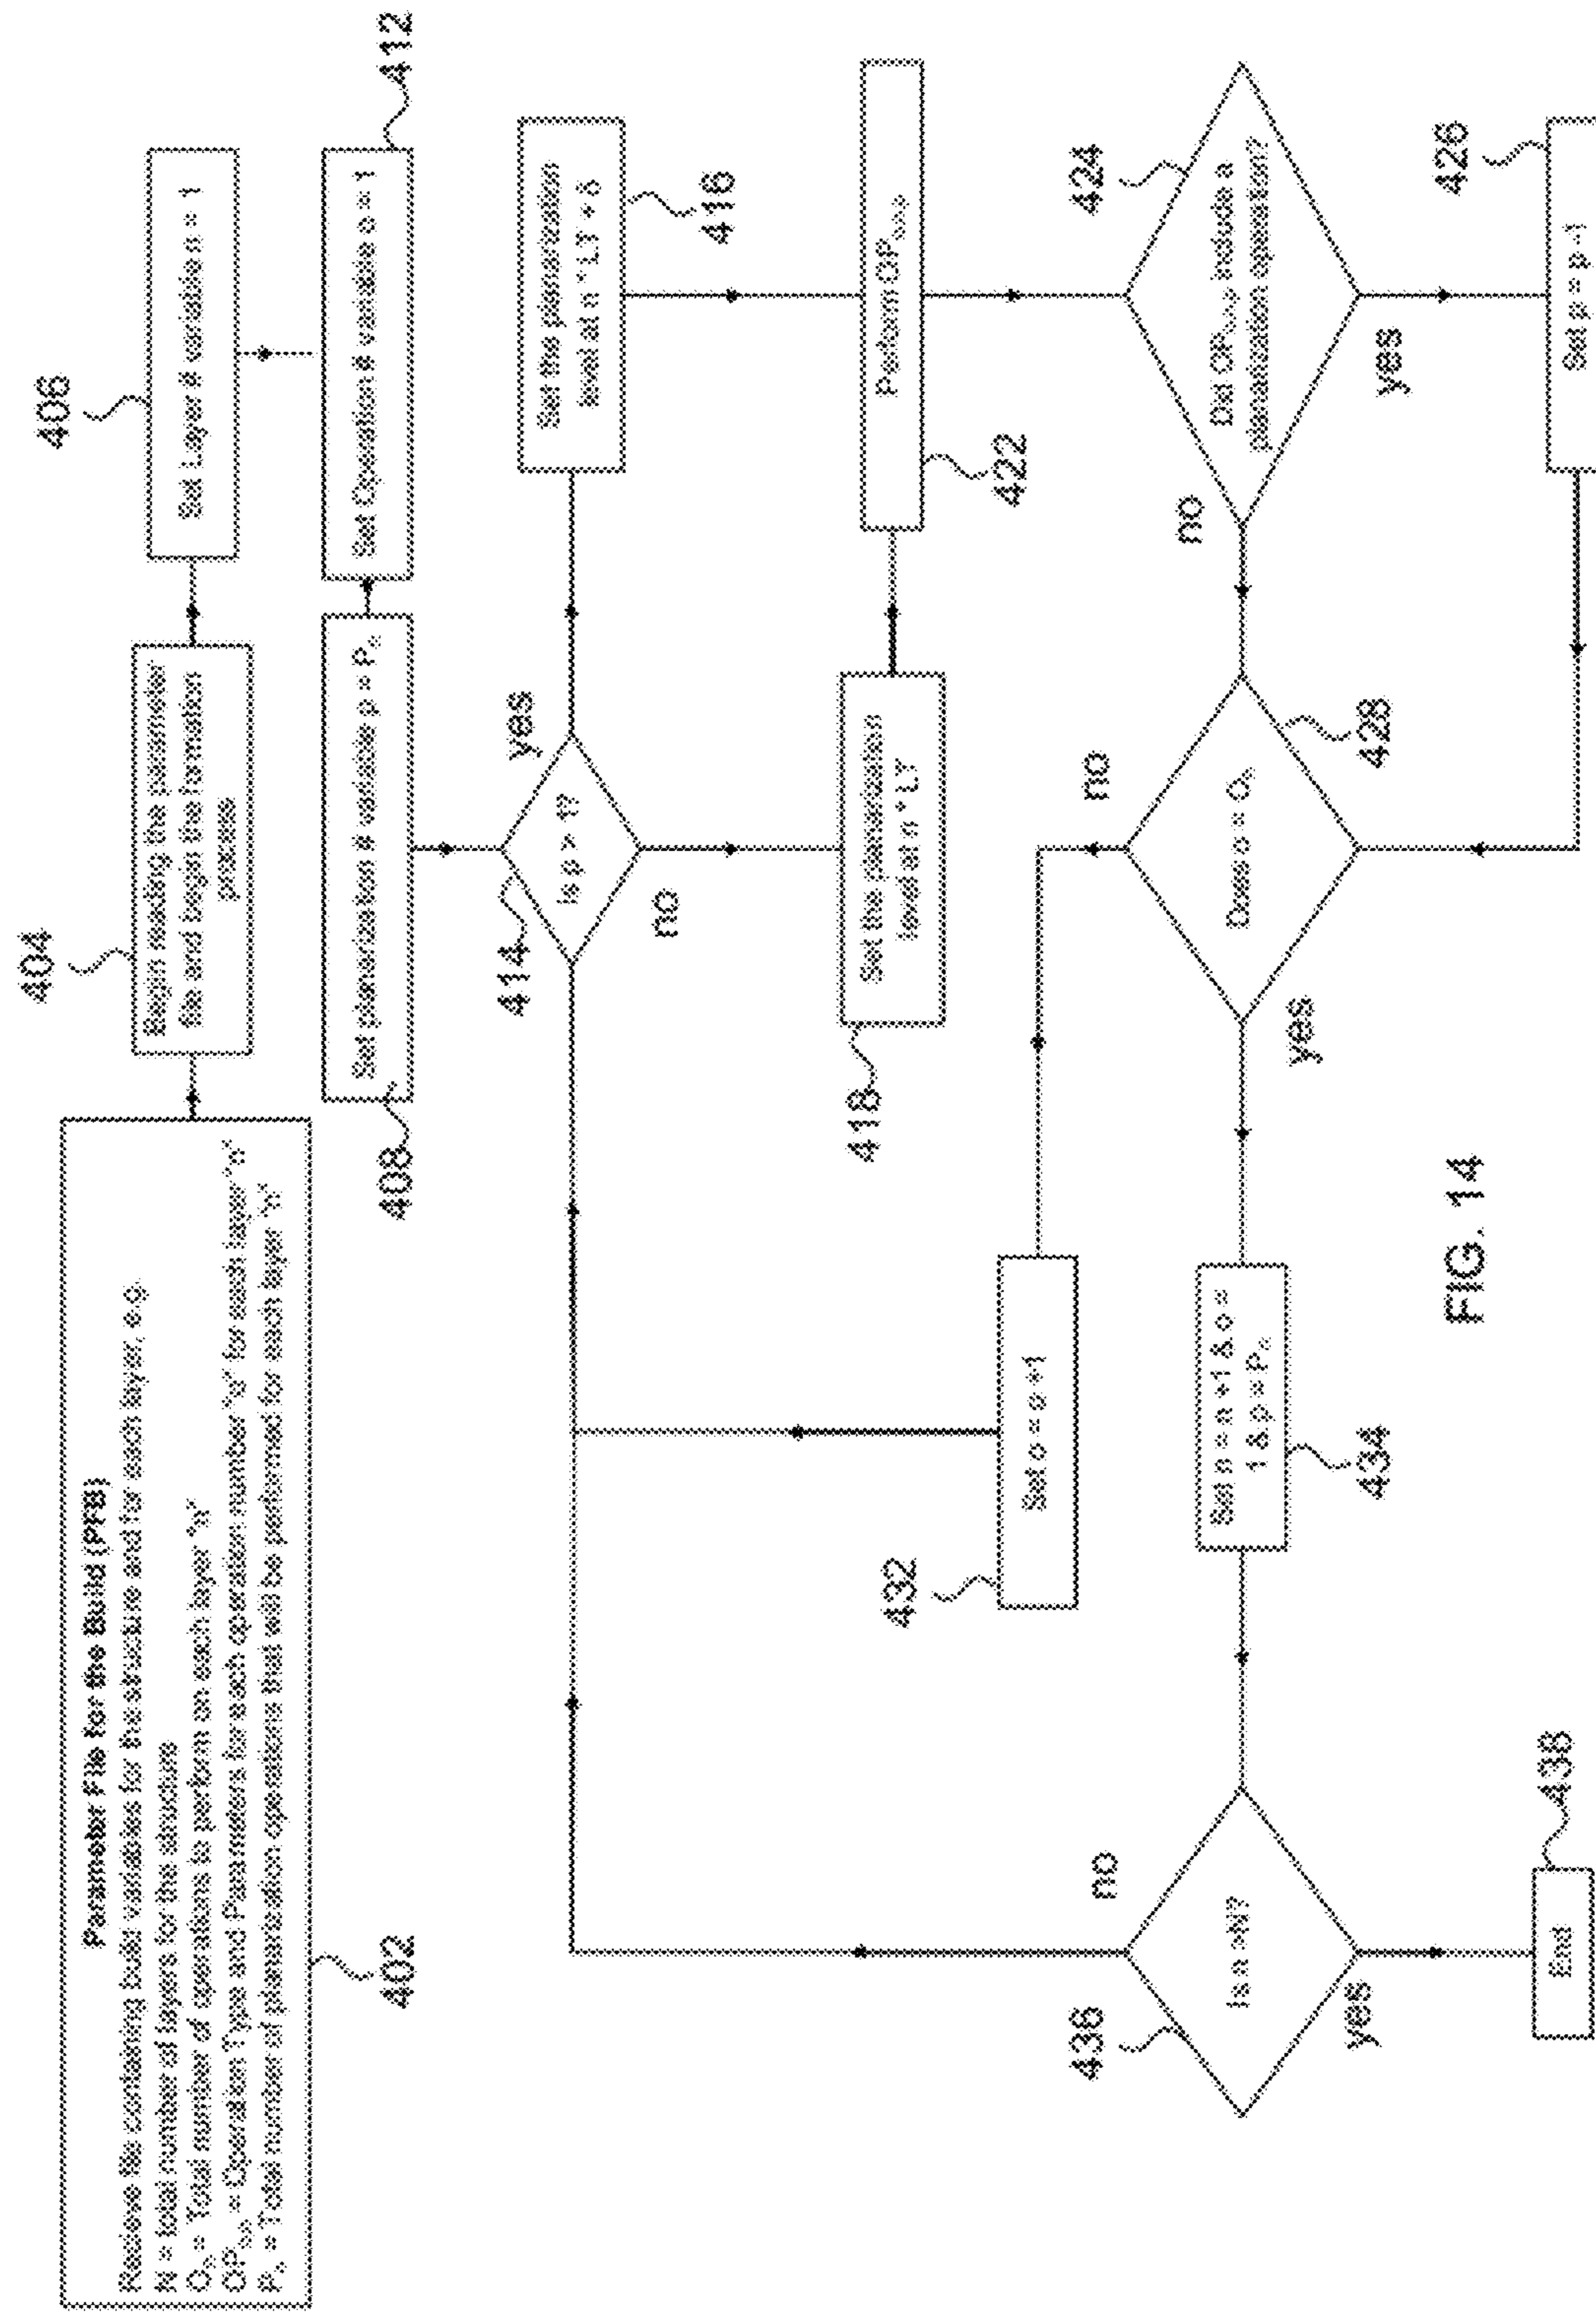 Parameter File for the Build (PFB)
Recieve file containing build variables for the structure and for each layer, e.g.
N = total number of layers for the structure
Oₙ = Total number of operations to perform on each layer "n"
OPₙ,ₒ = Operation Type and Paramters for each operation number "o" for each layer "n"
Pₙ = Total number of planarization operations that will be performed for each layer "n"
402
404
Begin reading the parameter
file and begin the formation
process
406
Set Layer # variable n = 1
408
Set planarization # variable p = Pₙ
412
Set Operation # variable o = 1
414
Is p > 1?
yes
no
416
Set the planarization
level at n * LT + δ
418
Set the planarization
level at n * LT
422
Perform OPₙ,ₒ
424
Did OPₙ,ₒ include a
planarization operation?
no
yes
426
Set p = p -1
428
Does o = Oₙ
no
yes
432
Set o = o +1
434
Set n = n +1 & o =
1 & p = Pₙ
436
Is n >N?
no
yes
438
End
FIG. 14